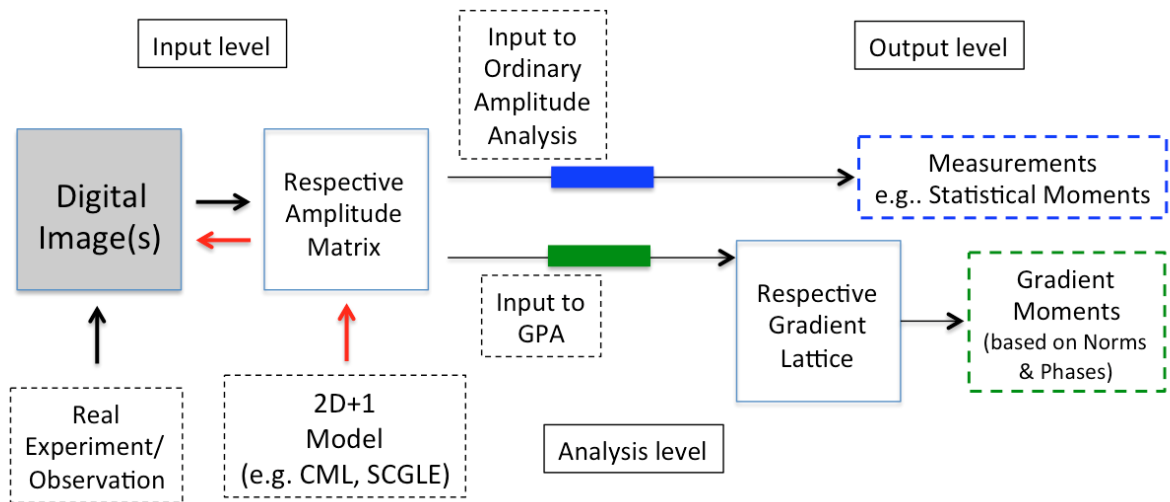 Input level
Input to
Ordinary
Amplitude
Analysis
Output level
Digital
Image(s)
Respective
Amplitude
Matrix
Measurements
e.g.. Statistical Moments
Input to
GPA
Respective
Gradient
Lattice
Gradient
Moments
(based on Norms
& Phases)
Real
Experiment/
Observation
2D+1
Model
(e.g. CML, SCGLE)
Analysis level